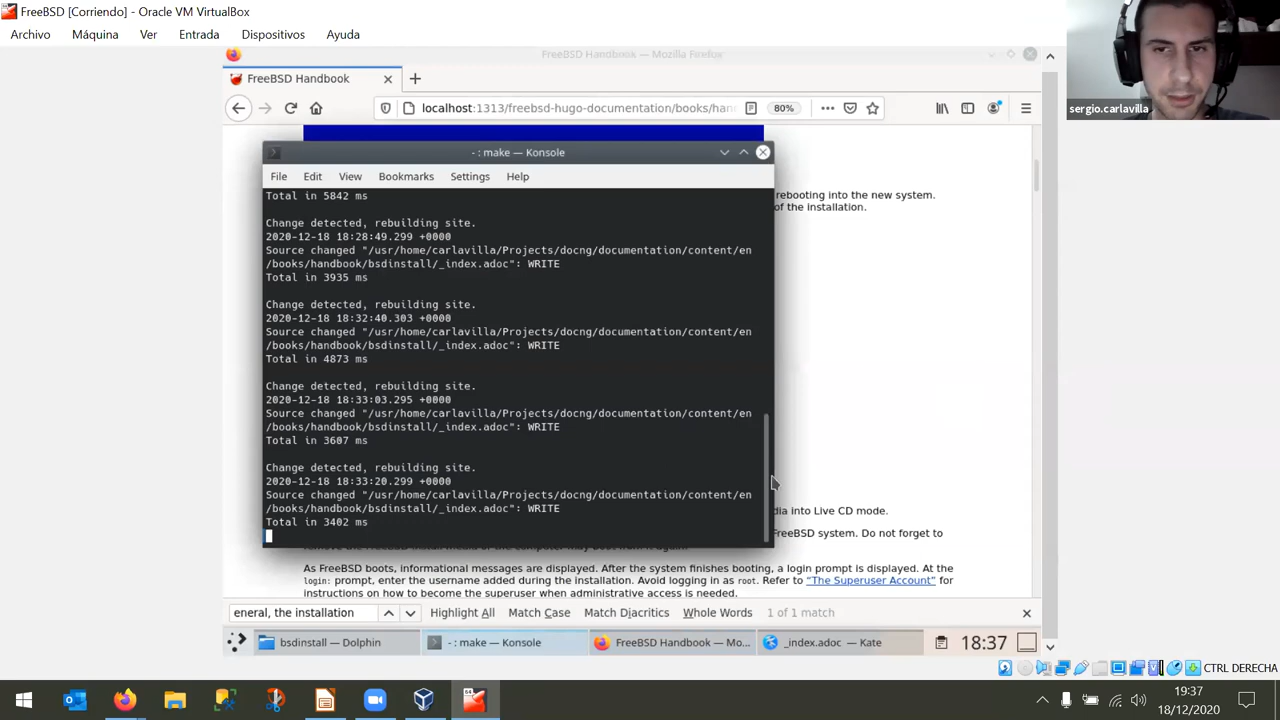 FreeBSD [Corriendo] - Oracle VM VirtualBox
Archivo Máquina Ver Entrada Dispositivos Ayuda
FreeBSD Handbook — Mozilla Firefox
FreeBSD Handbook
localhost:1313/freebsd-hugo-documentation/books/han
80%
sergio.carlavilla
- : make — Konsole
File Edit View Bookmarks Settings Help
rebooting into the new system.
of the installation.
Total in 5842 ms
Change detected, rebuilding site.
2020-12-18 18:28:49.299 +0000
Source changed "/usr/home/carlavilla/Projects/docng/documentation/content/en
/books/handbook/bsdinstall/_index.adoc": WRITE
Total in 3935 ms
Change detected, rebuilding site.
2020-12-18 18:32:40.303 +0000
Source changed "/usr/home/carlavilla/Projects/docng/documentation/content/en
/books/handbook/bsdinstall/_index.adoc": WRITE
Total in 4873 ms
Change detected, rebuilding site.
2020-12-18 18:33:03.295 +0000
Source changed "/usr/home/carlavilla/Projects/docng/documentation/content/en
/books/handbook/bsdinstall/_index.adoc": WRITE
Total in 3607 ms
Change detected, rebuilding site.
2020-12-18 18:33:20.299 +0000
Source changed "/usr/home/carlavilla/Projects/docng/documentation/content/en
/books/handbook/bsdinstall/_index.adoc": WRITE
Total in 3402 ms
dia into Live CD mode.
FreeBSD system. Do not forget to
As FreeBSD boots, informational messages are displayed. After the system finishes booting, a login prompt is displayed. At the
login: prompt, enter the username added during the installation. Avoid logging in as root. Refer to “The Superuser Account” for
instructions on how to become the superuser when administrative access is needed.
eneral, the installation
Highlight All Match Case Match Diacritics Whole Words 1 of 1 match
bsdinstall — Dolphin
- : make — Konsole
FreeBSD Handbook — Mo...
_index.adoc — Kate
18:37
CTRL DERECHA
19:37
18/12/2020